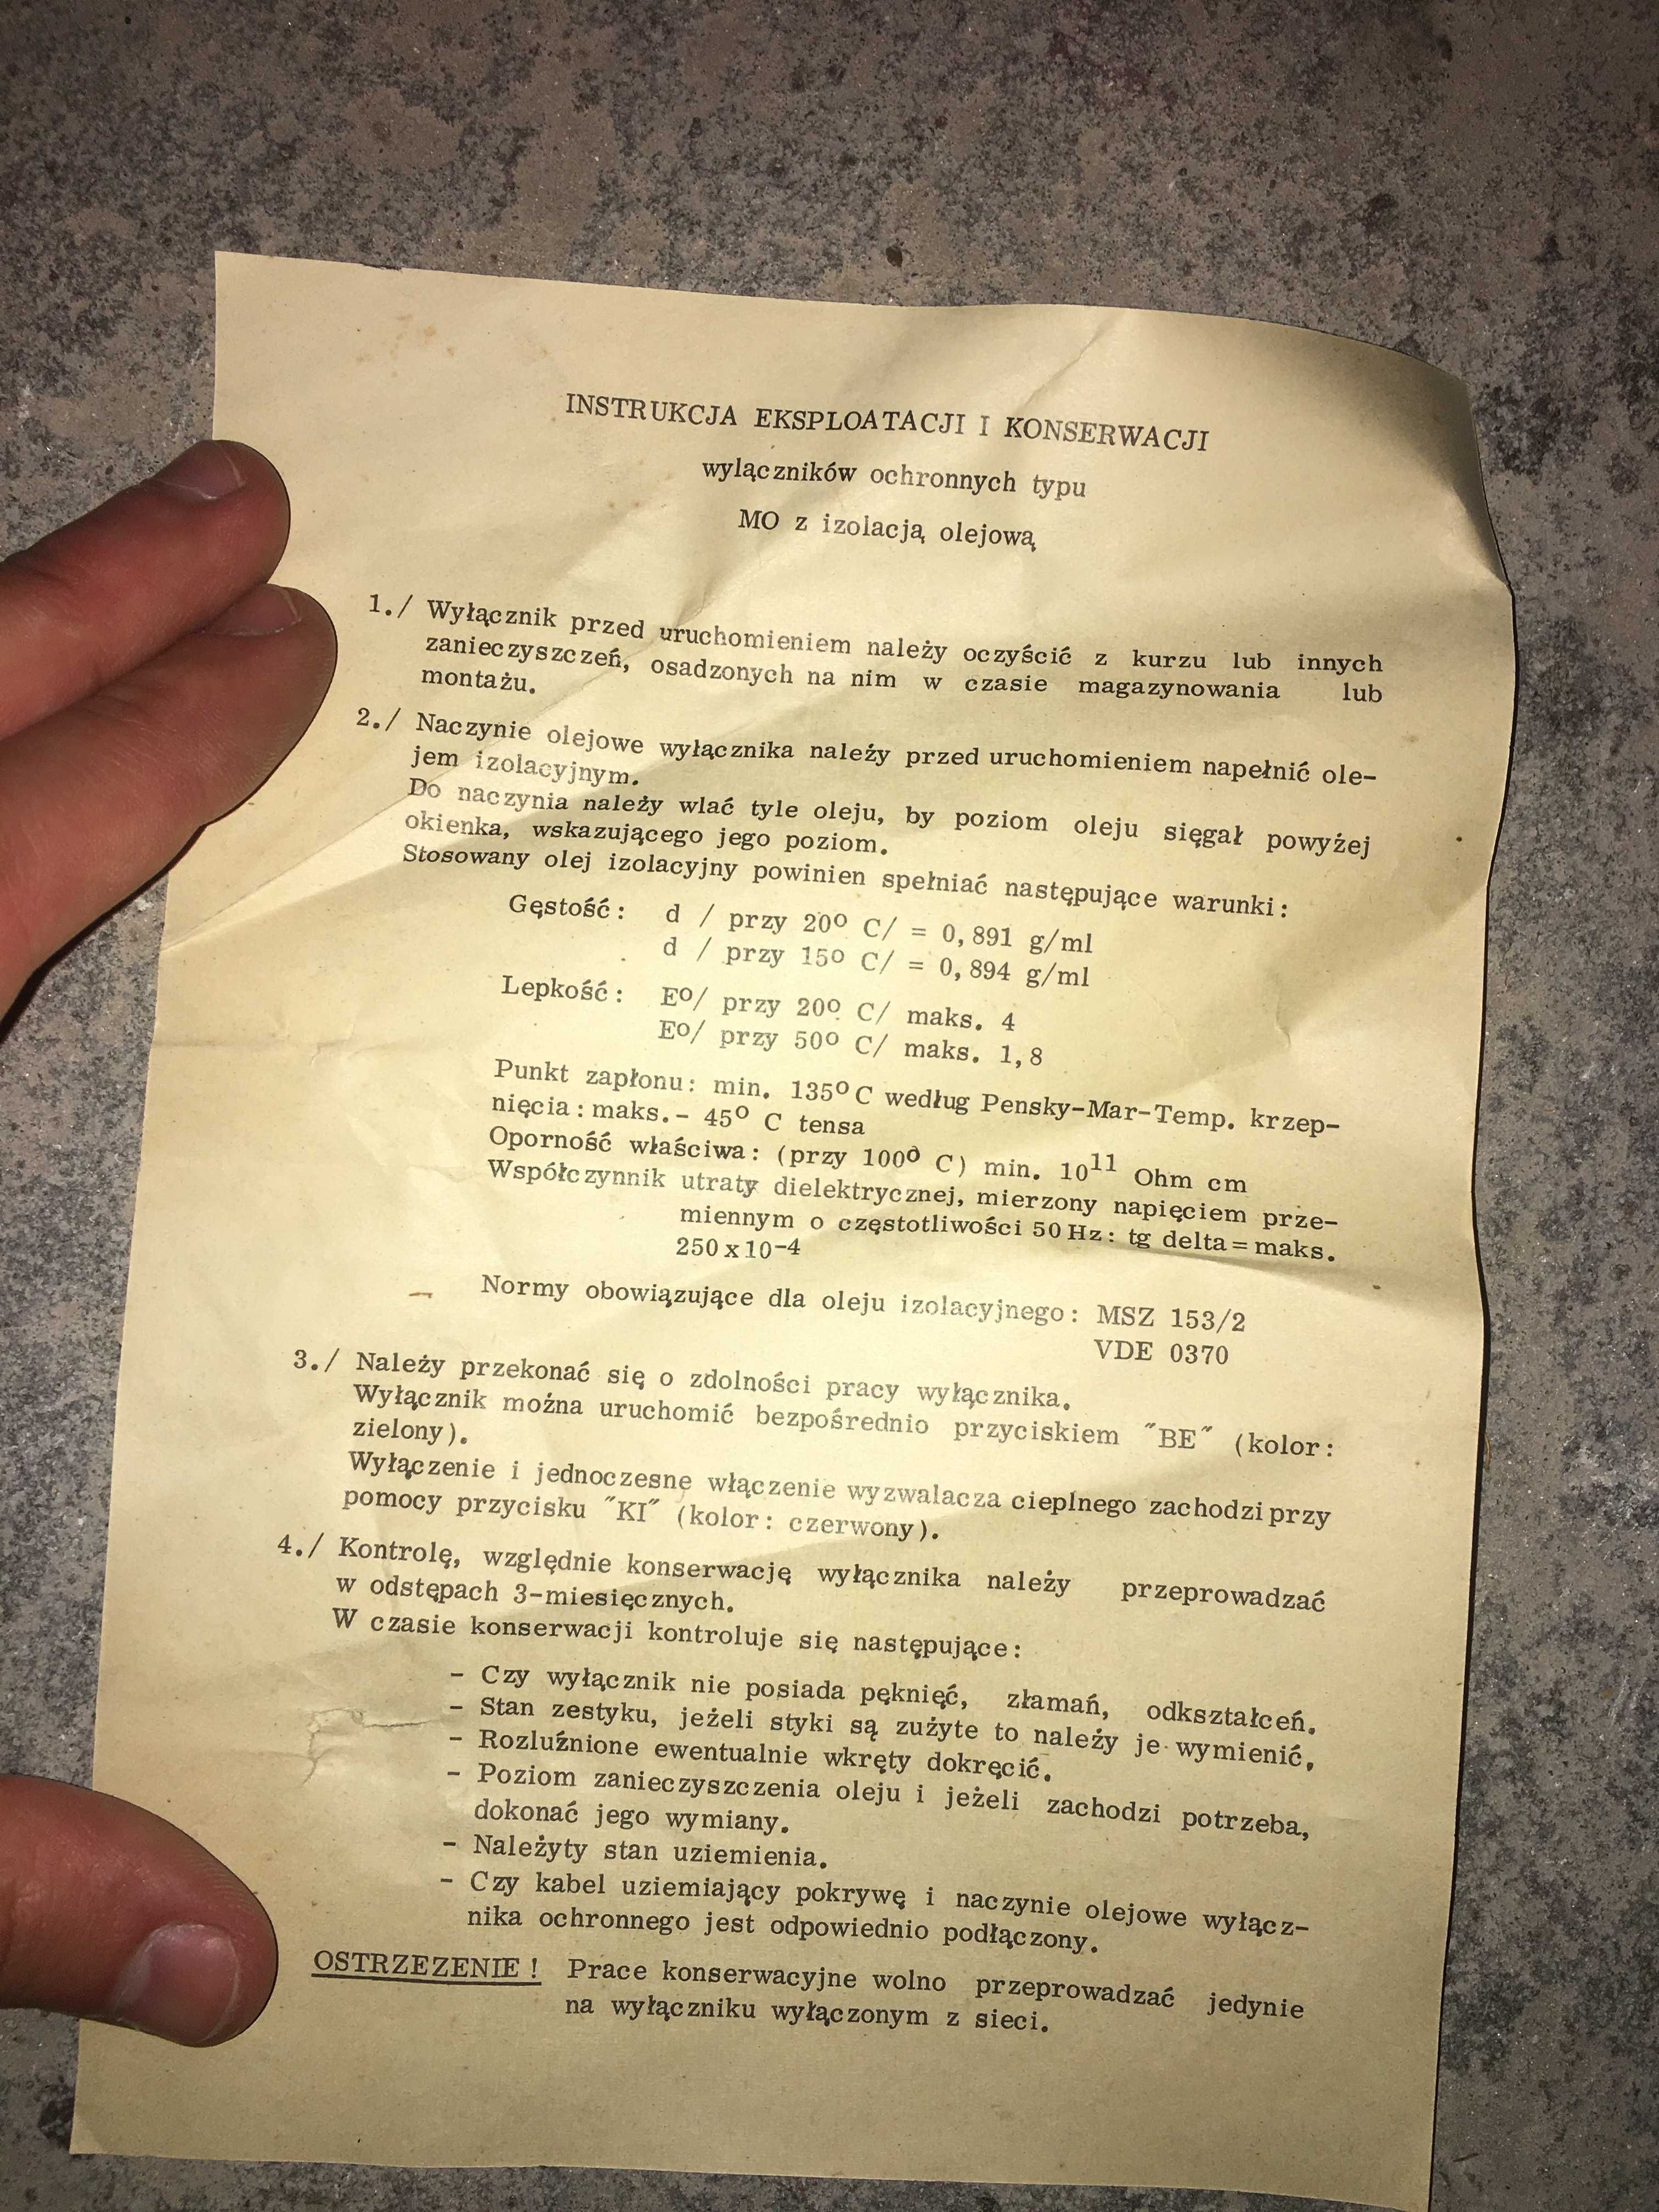 INSTRUKCJA EKSPLOATACJI I KONSERWACJI
wylączników ochronnych typu
MO z izolacją olejową
1./ Wyłącznik przed uruchomieniem należy oczyścić z kurzu lub innych
zanieczyszczeń, osadzonych na nim w czasie magazynowania lub
montażu.
2./ Naczynie olejowe wyłącznika należy przed uruchomieniem napełnić ole-
jem izolacyjnym.
Do naczynia należy wlać tyle oleju, by poziom oleju sięgał powyżej
okienka, wskazującego jego poziom.
Stosowany olej izolacyjny powinien spełniać następujące warunki:
Gęstość: d / przy 20° C/ = 0,891 g/ml
d / przy 15° C/ = 0,894 g/ml
Lepkość: E°/ przy 20° C/ maks. 4
E°/ przy 50° C/ maks. 1,8
Punkt zapłonu: min. 135° C według Pensky-Mar-Temp. krzep-
nięcia: maks.- 45° C tensa
Oporność właściwa: (przy 100° C) min. 10¹¹ Ohm cm
Współczynnik utraty dielektrycznej, mierzony napięciem prze-
miennym o częstotliwości 50 Hz: tg delta = maks.
250 x 10-4
Normy obowiązujące dla oleju izolacyjnego: MSZ 153/2
VDE 0370
3./ Należy przekonać się o zdolności pracy wyłącznika.
Wyłącznik można uruchomić bezpośrednio przyciskiem "BE" (kolor:
zielony).
Wyłączenie i jednoczesne włączenie wyzwalacza cieplnego zachodzi przy
pomocy przycisku "KI" (kolor: czerwony).
4./ Kontrolę, względnie konserwację wyłącznika należy przeprowadzać
w odstępach 3-miesięcznych.
W czasie konserwacji kontroluje się następujące:
- Czy wyłącznik nie posiada pęknięć, złamań, odkształceń.
- Stan zestyku, jeżeli styki są zużyte to należy je wymienić,
- Rozluźnione ewentualnie wkręty dokręcić.
- Poziom zanieczyszczenia oleju i jeżeli zachodzi potrzeba,
dokonać jego wymiany.
- Należyty stan uziemienia.
- Czy kabel uziemiający pokrywę i naczynie olejowe wyłącz-
nika ochronnego jest odpowiednio podłączony.
OSTRZEZENIE! Prace konserwacyjne wolno przeprowadzać jedynie
na wyłączniku wyłączonym z sieci.